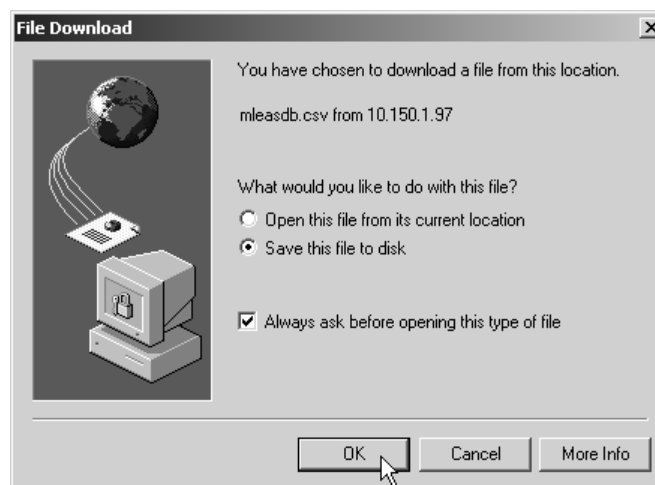 File Download
You have chosen to download a file from this location.
mleasdb.csv from 10.150.1.97
What would you like to do with this file?
Open this file from its current location
Save this file to disk
Always ask before opening this type of file
OK
Cancel
More Info